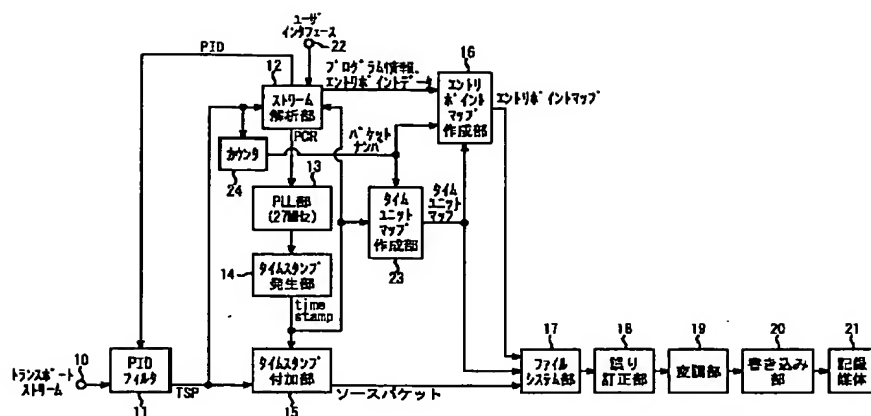 ユーザ
インタフェース
22
PID
12
プログラム情報、
エントリポイントデータ
16
ストリーム
解析部
エントリ
ポイント
マップ
作成部
エントリポイントマップ
PCR
パケット
ナンバ
カウンタ
24
13
PLL部
(27MHz)
タイム
ユニット
マップ
作成部
23
タイム
ユニット
マップ
14
タイムスタンプ
発生部
time
stamp
トランスポート
ストリーム
10
PID
フィルタ
11
TSP
タイムスタンプ
付加部
15
ソースパケット
17
ファイル
システム部
18
誤り
訂正部
19
変調部
20
書き込み
部
21
記録
媒体